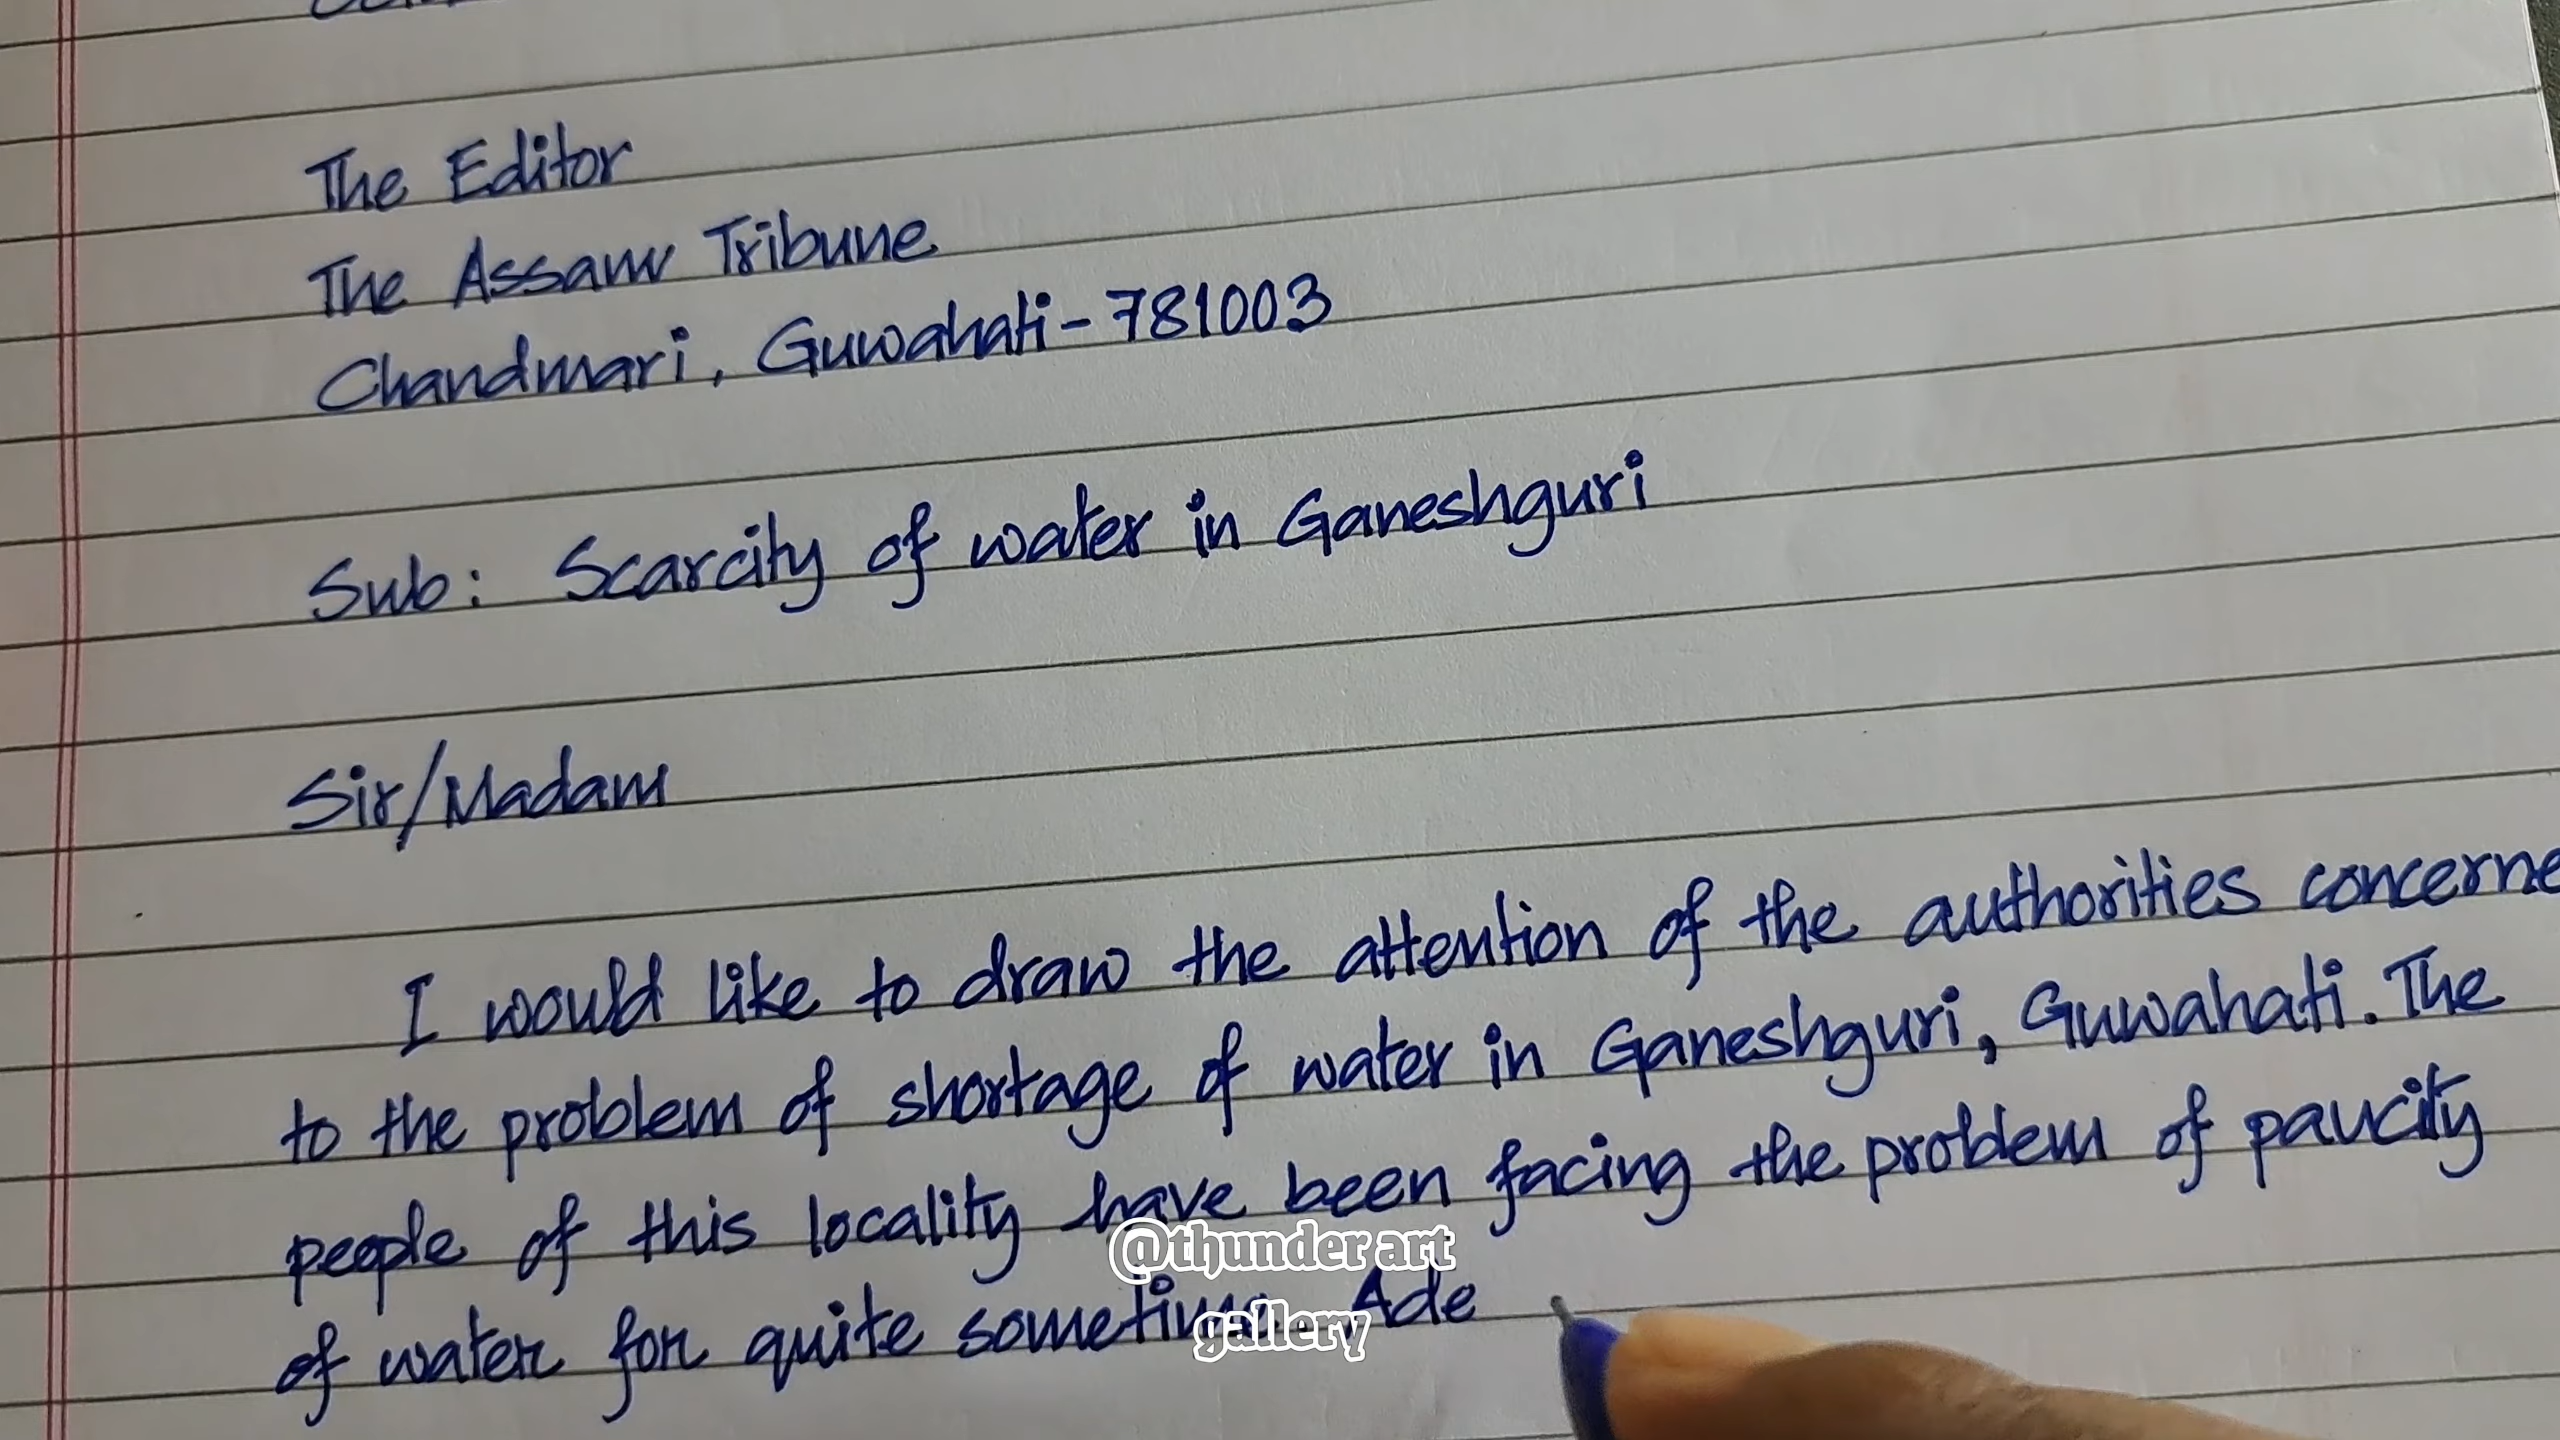 The Editor
The Assam Tribune
Chandmari, Guwahati-781003
Sub: Scarcity of water in Ganeshguri
Sir/Madam
I would like to draw the attention of the authorities concerne
to the problem of shortage of water in Ganeshguri, Guwahati. The
people of this locality have been facing the problem of paucity
of water for quite sometime. Ade
@thunder art
gallery